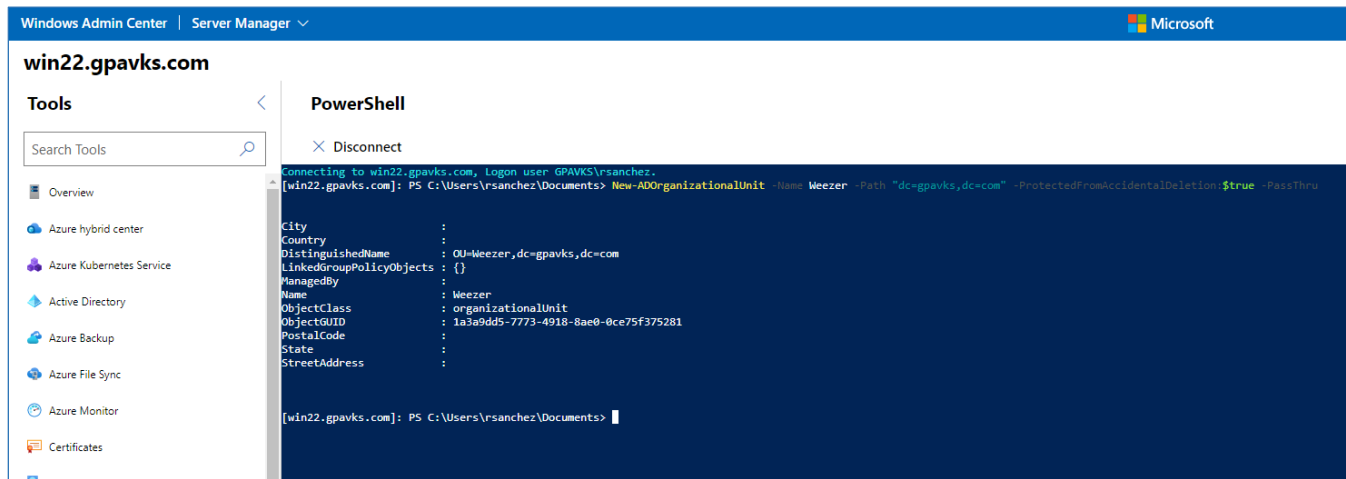 Windows Admin Center | Server Manager
Microsoft
win22.gpavks.com
Tools
Search Tools
Overview
Azure hybrid center
Azure Kubernetes Service
Active Directory
Azure Backup
Azure File Sync
Azure Monitor
Certificates
PowerShell
Disconnect
Connecting to win22.gpavks.com, Logon user GPAVKS\rsanchez.
[win22.gpavks.com]: PS C:\Users\rsanchez\Documents> New-ADOrganizationalUnit -Name Weezer -Path "dc=gpavks,dc=com" -ProtectedFromAccidentalDeletion:$true -PassThru
City :
Country :
DistinguishedName : OU=Weezer,dc=gpavks,dc=com
LinkedGroupPolicyObjects : {}
ManagedBy :
Name : Weezer
ObjectClass : organizationalUnit
ObjectGUID : 1a3a9dd5-7773-4918-8ae0-0ce75f375281
PostalCode :
State :
StreetAddress :
[win22.gpavks.com]: PS C:\Users\rsanchez\Documents>